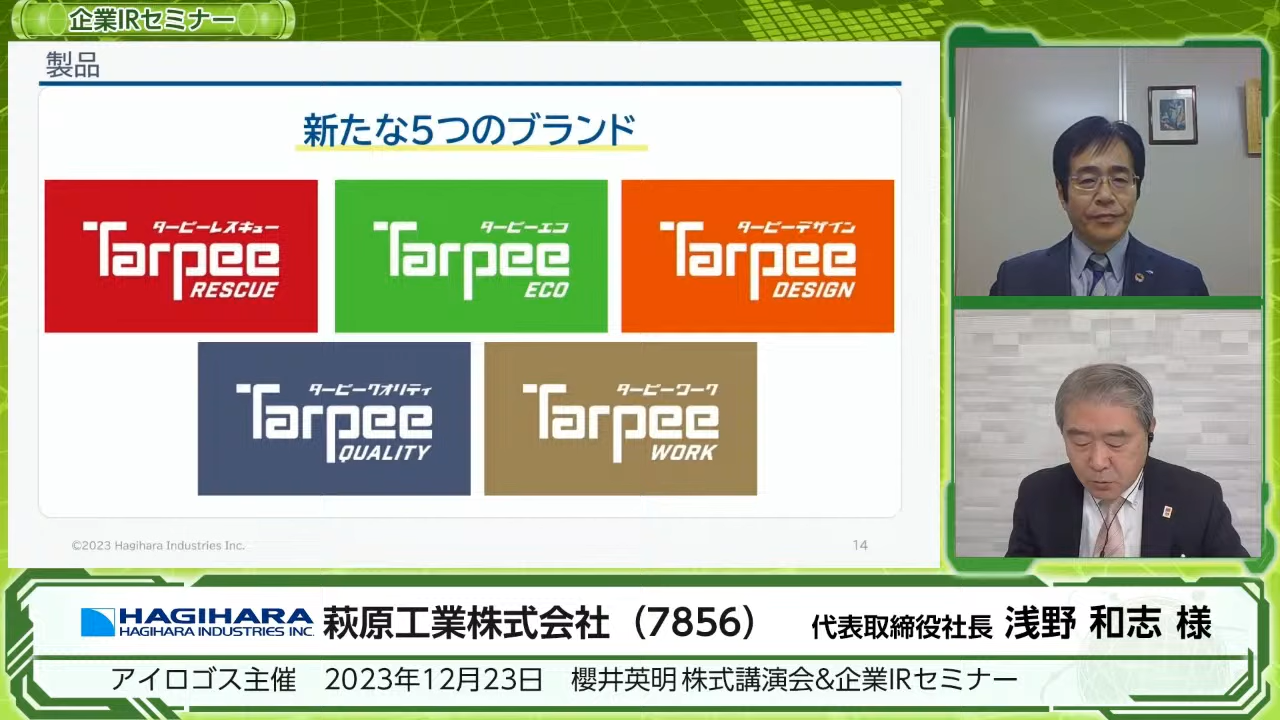 企業IRセミナー
製品
新たな5つのブランド
ターピーレスキュー
Tarpee
RESCUE
ターピーエコ
Tarpee
ECO
ターピーデザイン
Tarpee
DESIGN
ターピークオリティ
Tarpee
QUALITY
ターピーワーク
Tarpee
WORK
©2023 Hagihara Industries Inc.
14
HAGIHARA
HAGIHARA INDUSTRIES INC.
萩原工業株式会社（7856） 代表取締役社長 浅野 和志 様
アイロゴス主催 2023年12月23日 櫻井英明 株式講演会&企業IRセミナー